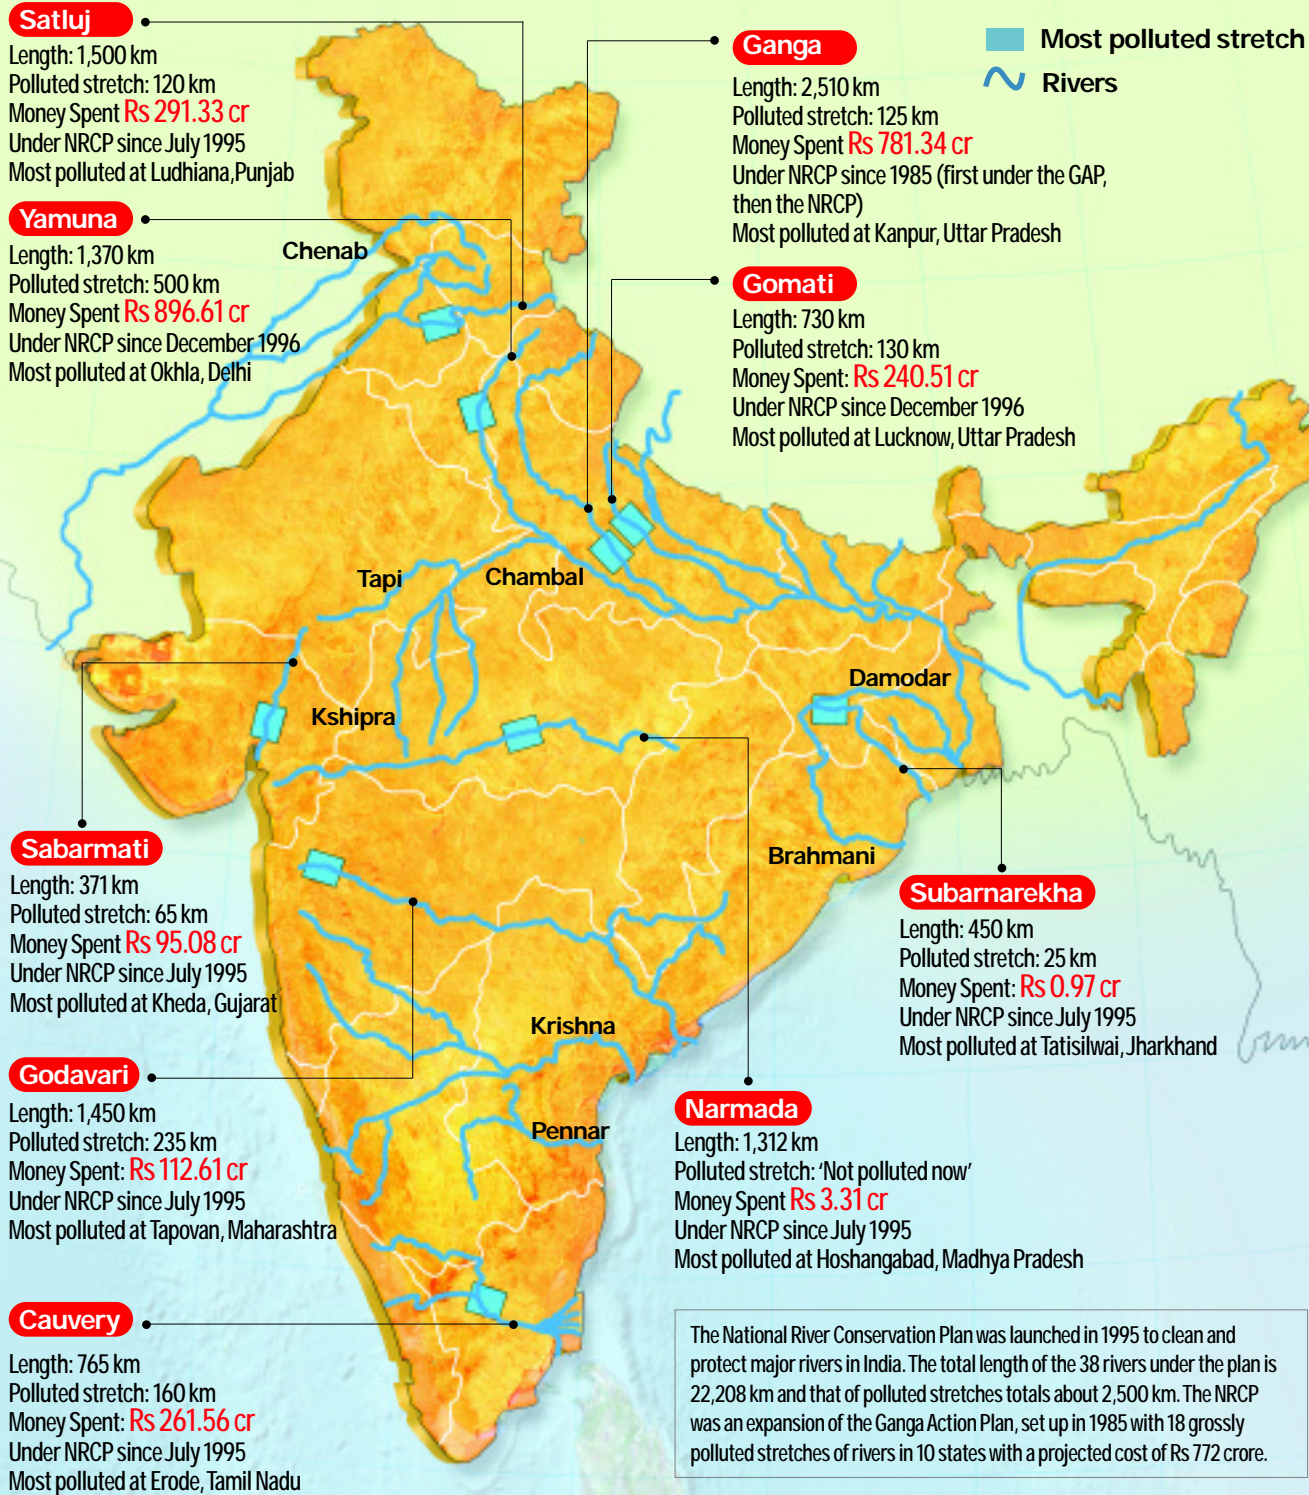 Satluj
Length: 1,500 km
Polluted stretch: 120 km
Money Spent Rs 291.33 cr
Under NRCP since July 1995
Most polluted at Ludhiana,Punjab
Yamuna
Length: 1,370 km
Polluted stretch: 500 km
Money Spent Rs 896.61 cr
Under NRCP since December 1996
Most polluted at Okhla, Delhi
Ganga
Length: 2,510 km
Polluted stretch: 125 km
Money Spent Rs 781.34 cr
Under NRCP since 1985 (first under the GAP,
then the NRCP)
Most polluted at Kanpur, Uttar Pradesh
Most polluted stretch
Rivers
Gomati
Length: 730 km
Polluted stretch: 130 km
Money Spent: Rs 240.51 cr
Under NRCP since December 1996
Most polluted at Lucknow, Uttar Pradesh
Chenab
Tapi
Chambal
Kshipra
Damodar
Brahmani
Krishna
Pennar
Sabarmati
Length: 371 km
Polluted stretch: 65 km
Money Spent Rs 95.08 cr
Under NRCP since July 1995
Most polluted at Kheda, Gujarat
Subarnarekha
Length: 450 km
Polluted stretch: 25 km
Money Spent: Rs 0.97 cr
Under NRCP since July 1995
Most polluted at Tatisilwai, Jharkhand
Godavari
Length: 1,450 km
Polluted stretch: 235 km
Money Spent: Rs 112.61 cr
Under NRCP since July 1995
Most polluted at Tapovan, Maharashtra
Narmada
Length: 1,312 km
Polluted stretch: ‘Not polluted now’
Money Spent Rs 3.31 cr
Under NRCP since July 1995
Most polluted at Hoshangabad, Madhya Pradesh
Cauvery
Length: 765 km
Polluted stretch: 160 km
Money Spent: Rs 261.56 cr
Under NRCP since July 1995
Most polluted at Erode, Tamil Nadu
The National River Conservation Plan was launched in 1995 to clean and
protect major rivers in India. The total length of the 38 rivers under the plan is
22,208 km and that of polluted stretches totals about 2,500 km. The NRCP
was an expansion of the Ganga Action Plan, set up in 1985 with 18 grossly
polluted stretches of rivers in 10 states with a projected cost of Rs 772 crore.